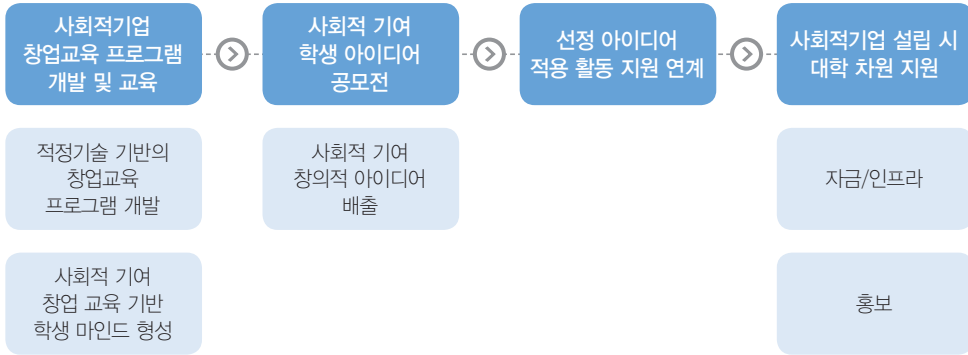 사회적기업
창업교육 프로그램
개발 및 교육
사회적 기여
학생 아이디어
공모전
선정 아이디어
적용 활동 지원 연계
사회적기업 설립 시
대학 차원 지원
적정기술 기반의
창업교육
프로그램 개발
사회적 기여
창의적 아이디어
배출
자금/인프라
사회적 기여
창업 교육 기반
학생 마인드 형성
홍보